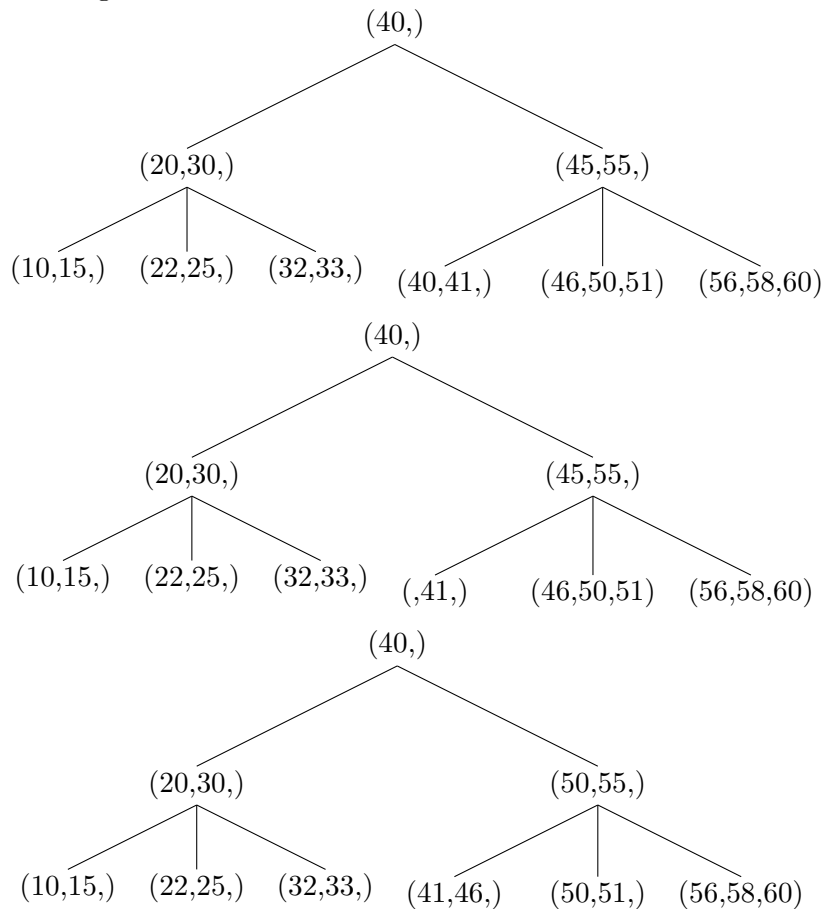 (40,)
(20,30,) (45,55,)
(10,15,) (22,25,) (32,33,) (40,41,) (46,50,51) (56,58,60)
(40,)
(20,30,) (45,55,)
(10,15,) (22,25,) (32,33,) (,41,) (46,50,51) (56,58,60)
(40,)
(20,30,) (50,55,)
(10,15,) (22,25,) (32,33,) (41,46,) (50,51,) (56,58,60)